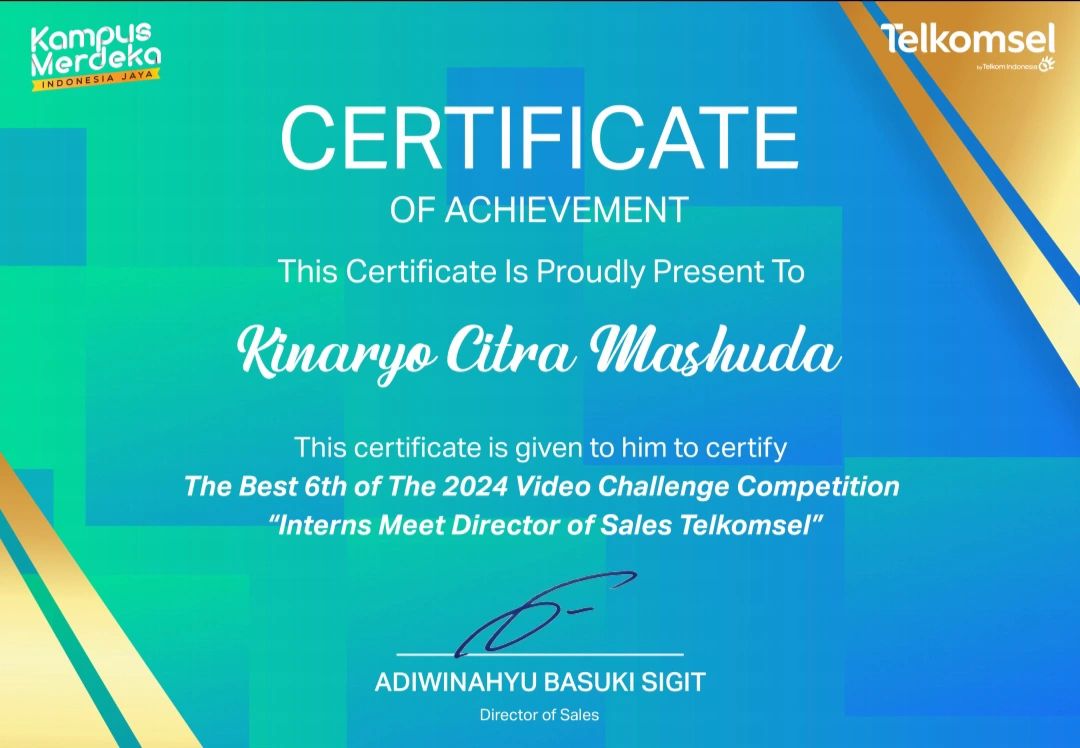 Kampus
Merdeka
INDONESIA JAYA
Telkomsel
by Telkom Indonesia
CERTIFICATE
OF ACHIEVEMENT
This Certificate Is Proudly Present To
Kinaryo Citra Mashuda
This certificate is given to him to certify
The Best 6th of The 2024 Video Challenge Competition
“Interns Meet Director of Sales Telkomsel”
ADIWINAHYU BASUKI SIGIT
Director of Sales